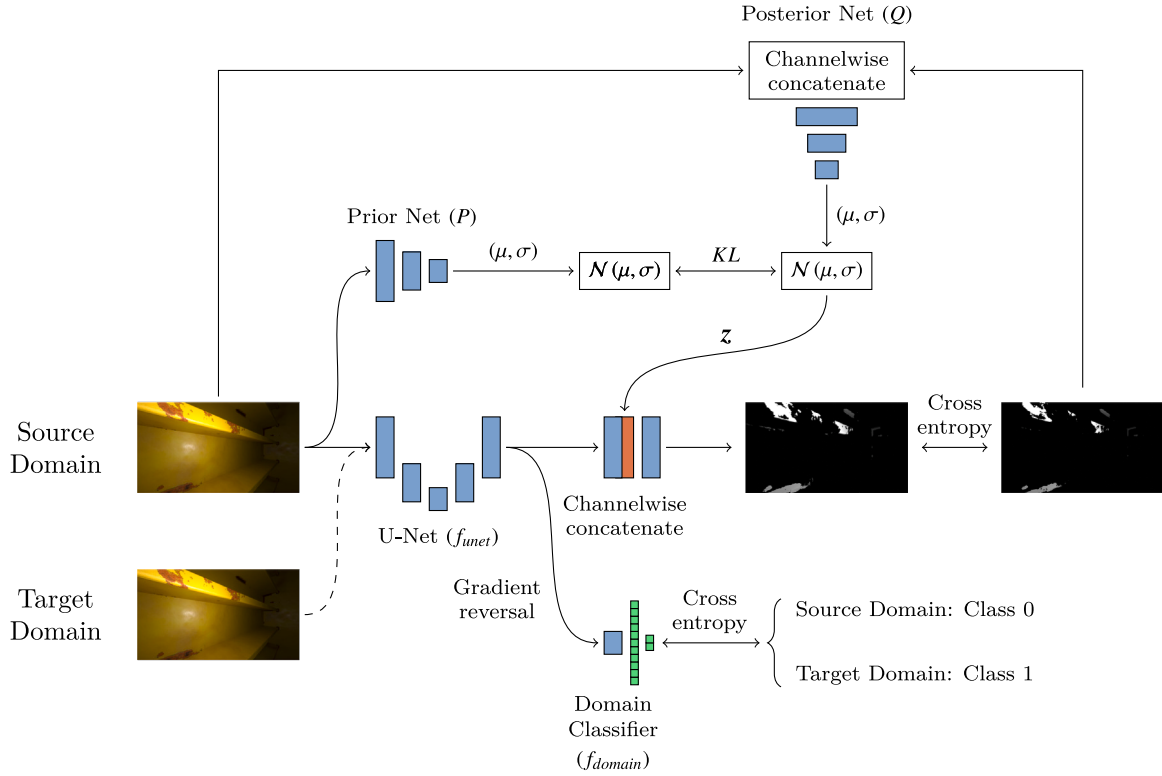 Posterior Net (Q)
Channelwise
concatenate
(μ, σ)
Prior Net (P)
(μ, σ)
𝒩(μ, σ)
KL
𝒩(μ, σ)
z
Source
Domain
Cross
entropy
Channelwise
concatenate
U-Net (f_unet)
Target
Domain
Gradient
reversal
Cross
entropy
Source Domain: Class 0
Target Domain: Class 1
Domain
Classifier
(f_domain)